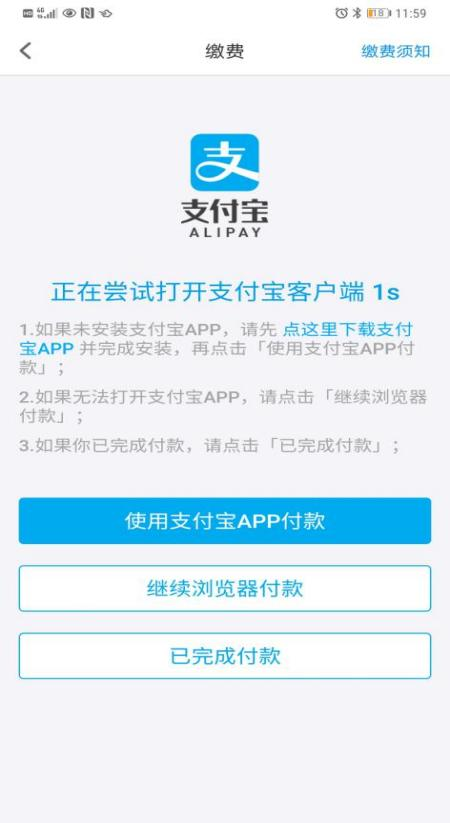 HD 4G 18 11:59
缴费 缴费须知
支
支付宝
ALIPAY
正在尝试打开支付宝客户端 1s
1.如果未安装支付宝APP，请先 点这里下载支付
宝APP 并完成安装，再点击「使用支付宝APP付
款」；
2.如果无法打开支付宝APP，请点击「继续浏览器
付款」；
3.如果你已完成付款，请点击「已完成付款」；
使用支付宝APP付款
继续浏览器付款
已完成付款